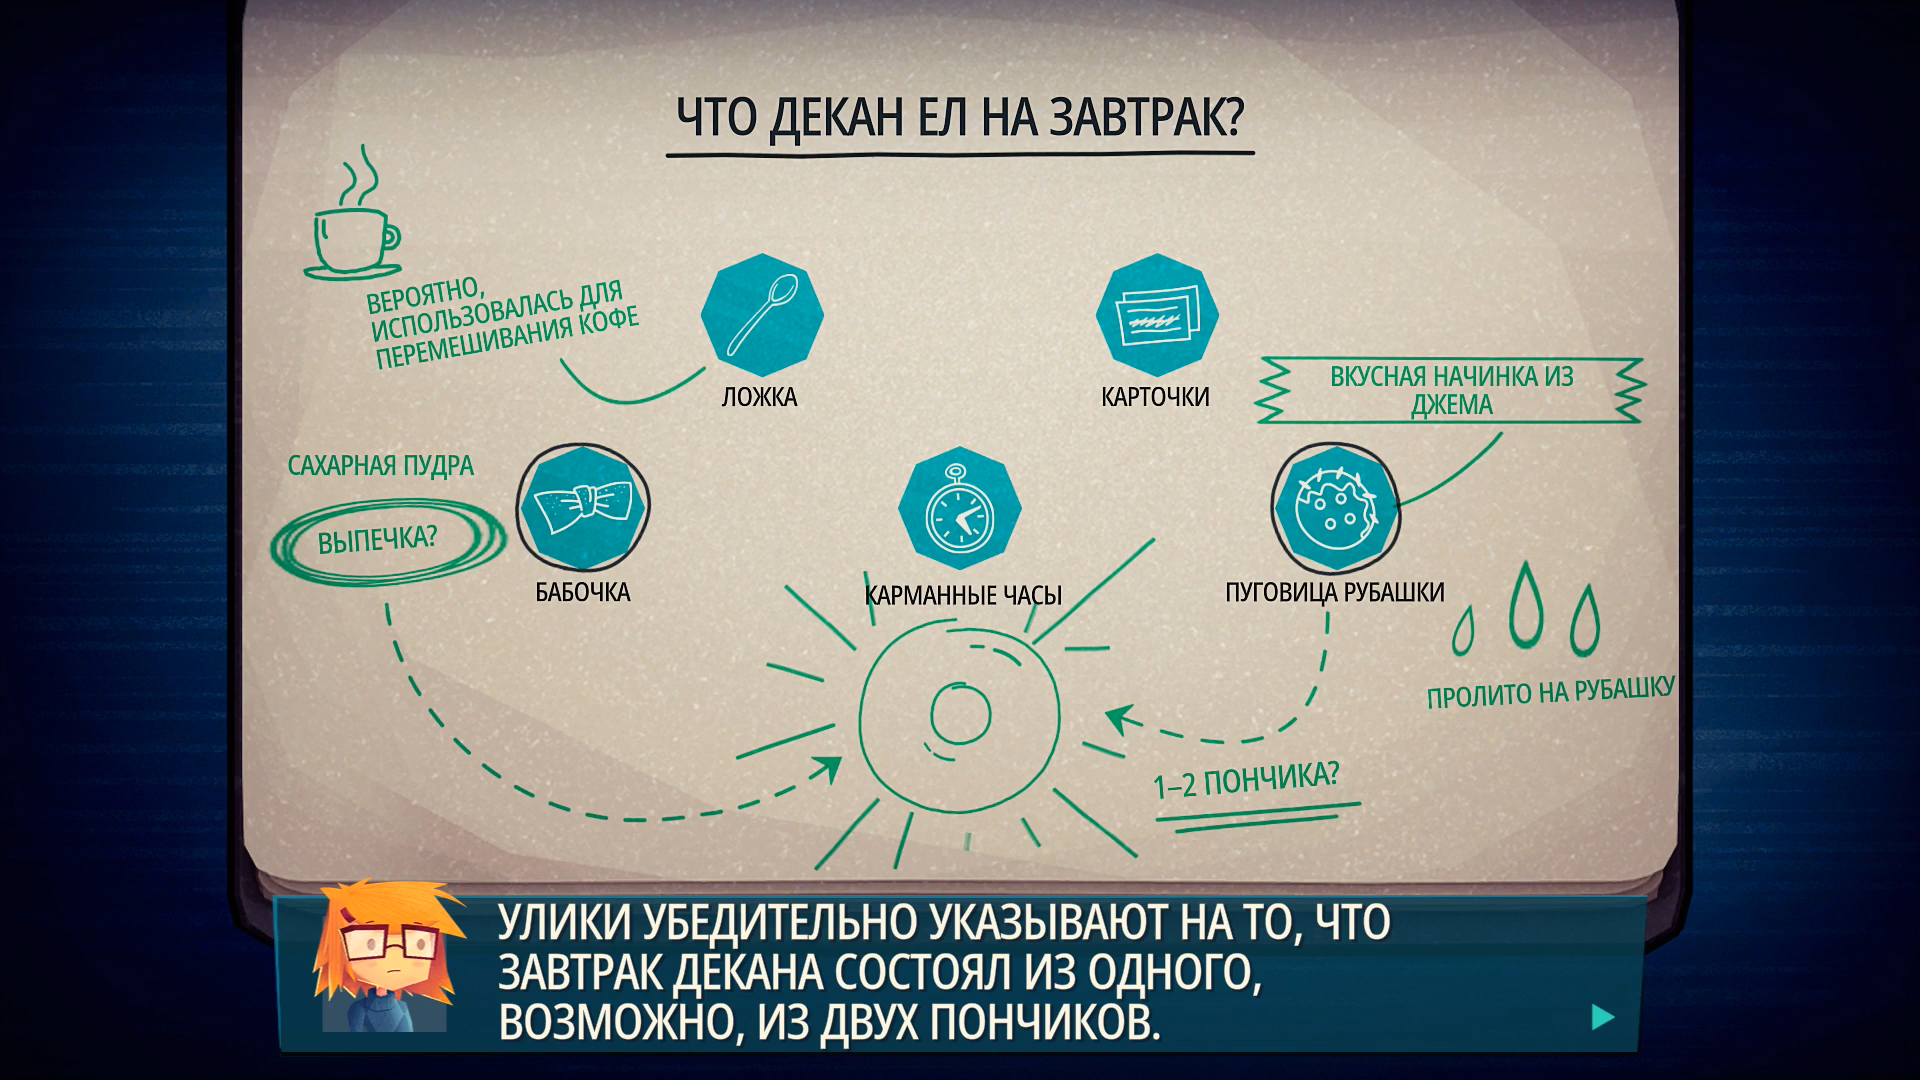 ЧТО ДЕКАН ЕЛ НА ЗАВТРАК?
ВЕРОЯТНО,
ИСПОЛЬЗОВАЛАСЬ ДЛЯ
ПЕРЕМЕШИВАНИЯ КОФЕ
ЛОЖКА
КАРТОЧКИ
ВКУСНАЯ НАЧИНКА ИЗ
ДЖЕМА
САХАРНАЯ ПУДРА
ВЫПЕЧКА?
БАБОЧКА
КАРМАННЫЕ ЧАСЫ
ПУГОВИЦА РУБАШКИ
ПРОЛИТО НА РУБАШКУ
1–2 ПОНЧИКА?
УЛИКИ УБЕДИТЕЛЬНО УКАЗЫВАЮТ НА ТО, ЧТО
ЗАВТРАК ДЕКАНА СОСТОЯЛ ИЗ ОДНОГО,
ВОЗМОЖНО, ИЗ ДВУХ ПОНЧИКОВ.